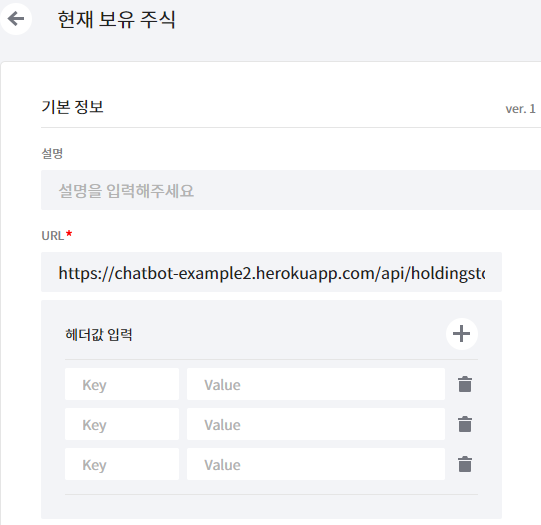 현재 보유 주식
기본 정보
ver. 1
설명
설명을 입력해주세요
URL*
https://chatbot-example2.herokuapp.com/api/holdingsto
헤더값 입력
Key Value
Key Value
Key Value